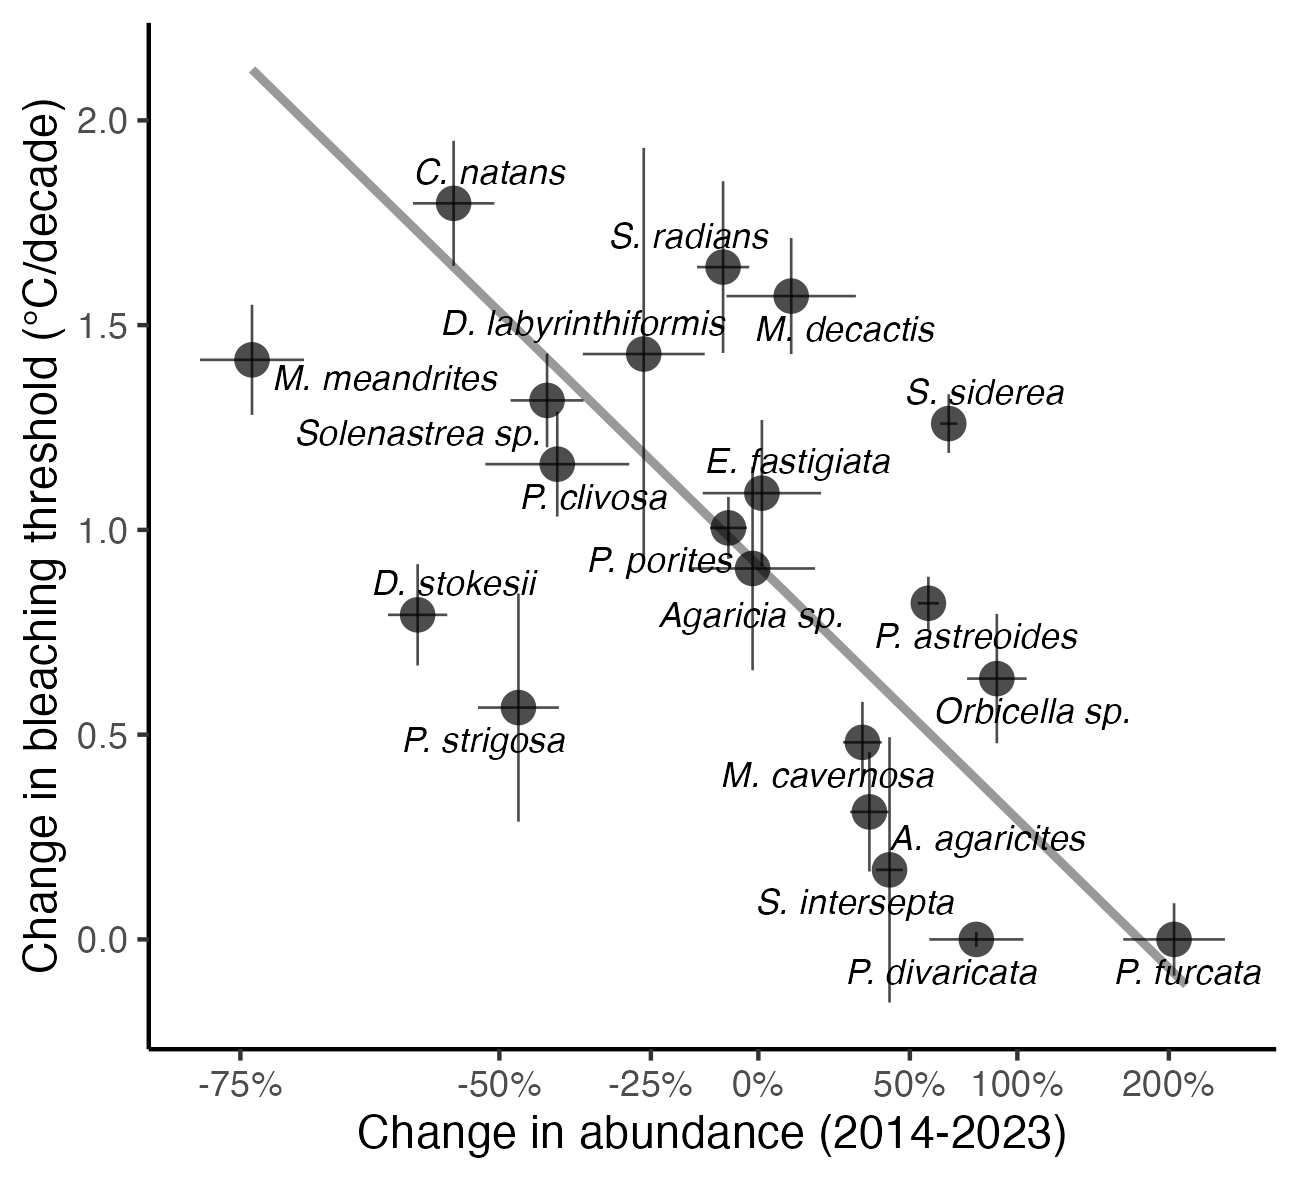 2.0
1.5
1.0
0.5
0.0
Change in bleaching threshold (°C/decade)
C. natans
S. radians
D. labyrinthiformis
M. decactis
M. meandrites
S. siderea
Solenastrea sp.
E. fastigiata
P. clivosa
P. porites
D. stokesii
Agaricia sp.
P. astreoides
Orbicella sp.
P. strigosa
M. cavernosa
A. agaricites
S. intersepta
P. divaricata
P. furcata
-75% -50% -25% 0% 50% 100% 200%
Change in abundance (2014-2023)